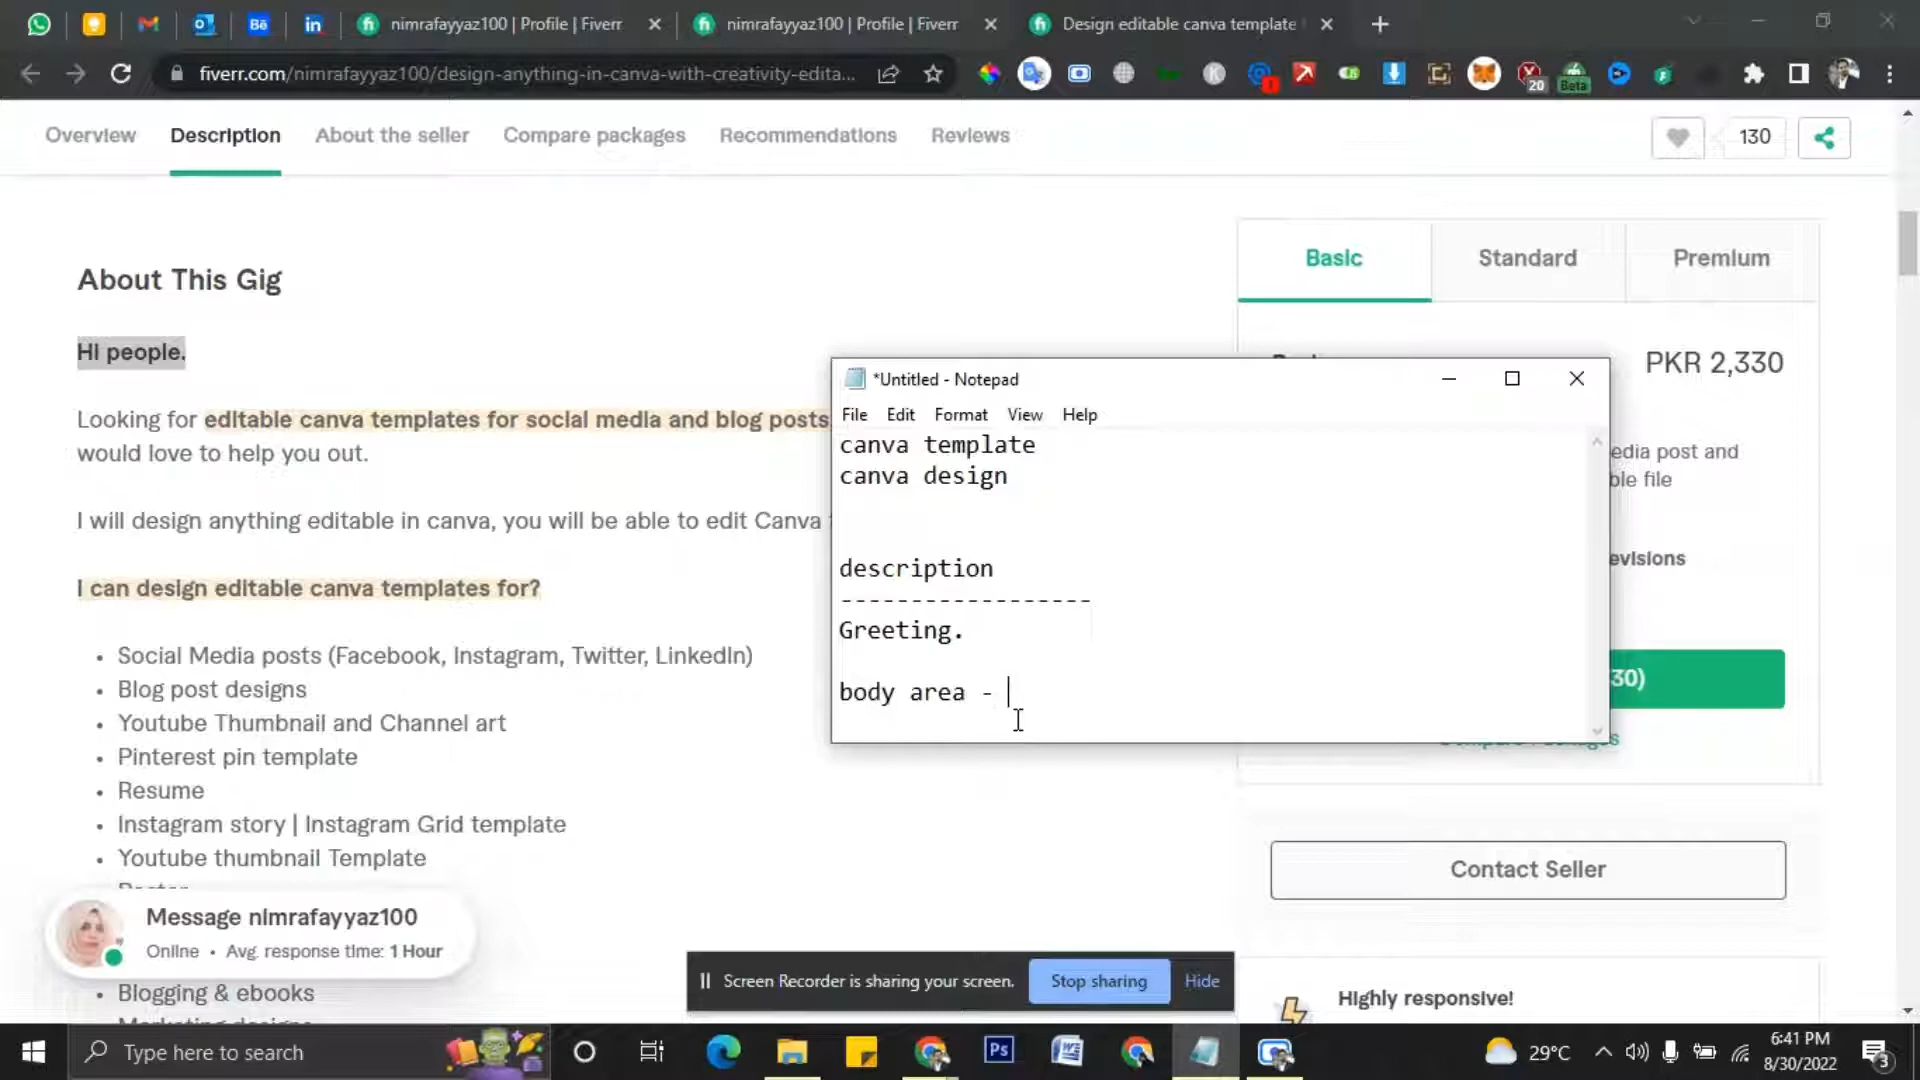 nimrafayyaz100 | Profile | Fiverr
nimrafayyaz100 | Profile | Fiverr
Design editable canva template
fiverr.com/nimrafayyaz100/design-anything-in-canva-with-creativity-edita...
20
Beta
Overview
Description
About the seller
Compare packages
Recommendations
Reviews
130
About This Gig
Hi people.
Looking for editable canva templates for social media and blog posts,
would love to help you out.
I will design anything editable in canva, you will be able to edit Canva
I can design editable canva templates for?
• Social Media posts (Facebook, Instagram, Twitter, LinkedIn)
• Blog post designs
• Youtube Thumbnail and Channel art
• Pinterest pin template
• Resume
• Instagram story | Instagram Grid template
• Youtube thumbnail Template
• Blogging & ebooks
Message nimrafayyaz100
Online • Avg. response time: 1 Hour
Basic
Standard
Premium
PKR 2,330
edia post and
ble file
evisions
30)
Contact Seller
Highly responsive!
*Untitled - Notepad
File
Edit
Format
View
Help
canva template
canva design
description
------------------
Greeting.
body area -
Screen Recorder is sharing your screen.
Stop sharing
Hide
Type here to search
Ps
29°C
6:41 PM
8/30/2022
3